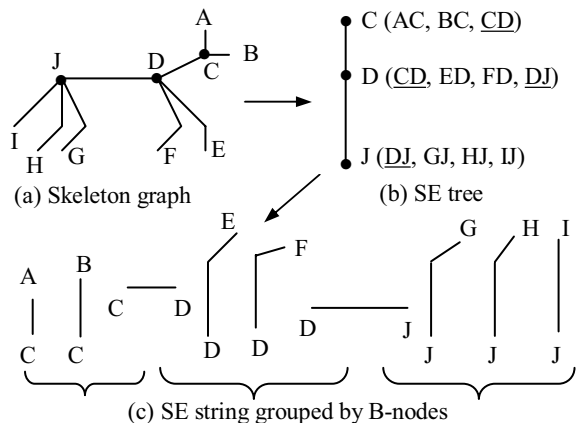 A
B
C
J
D
I
H
G
F
E
(a) Skeleton graph
C (AC, BC, CD)
D (CD, ED, FD, DJ)
J (DJ, GJ, HJ, IJ)
(b) SE tree
A
B
C
D
E
F
D
J
G
H
I
C
C
D
D
J
J
J
(c) SE string grouped by B-nodes